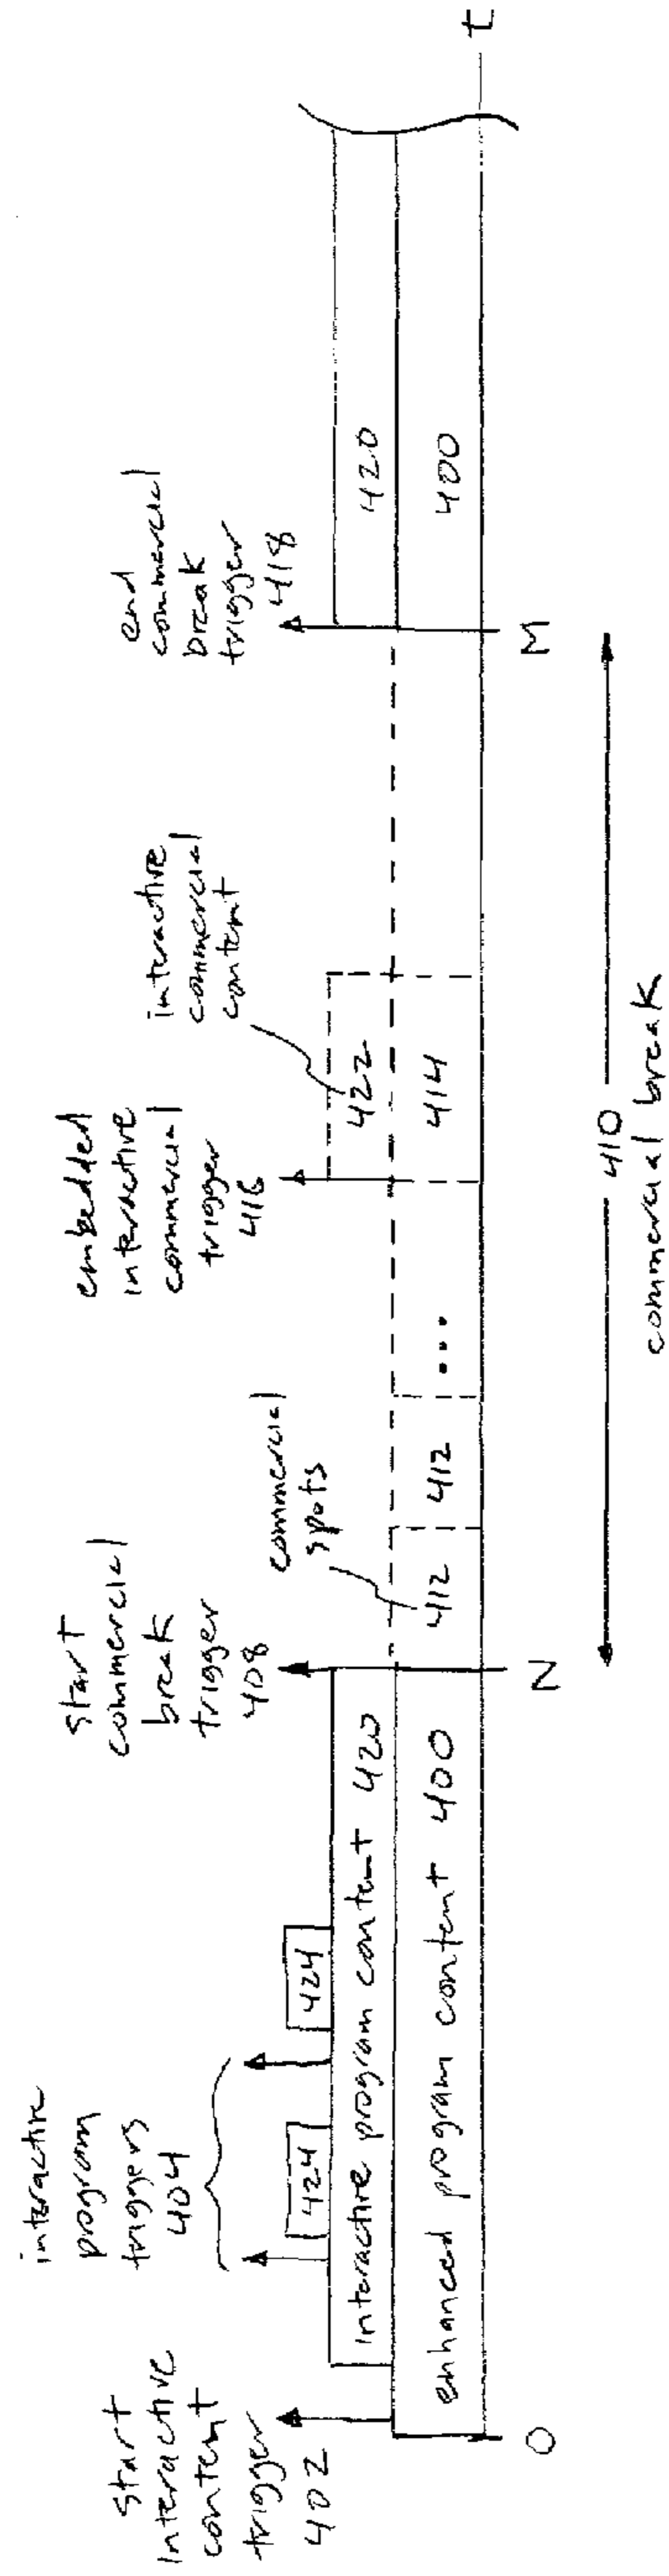 start
interactive
content
trigger
402
interactive
program
triggers
404
424
424
start
commercial
break
trigger
408
commercial
spots
embedded
interactive
commercial
trigger
416
interactive
commercial
content
end
commercial
break
trigger
418
interactive program content 420
422
420
enhanced program content 400
412
412
...
414
400
t
0
N
M
410
commercial break